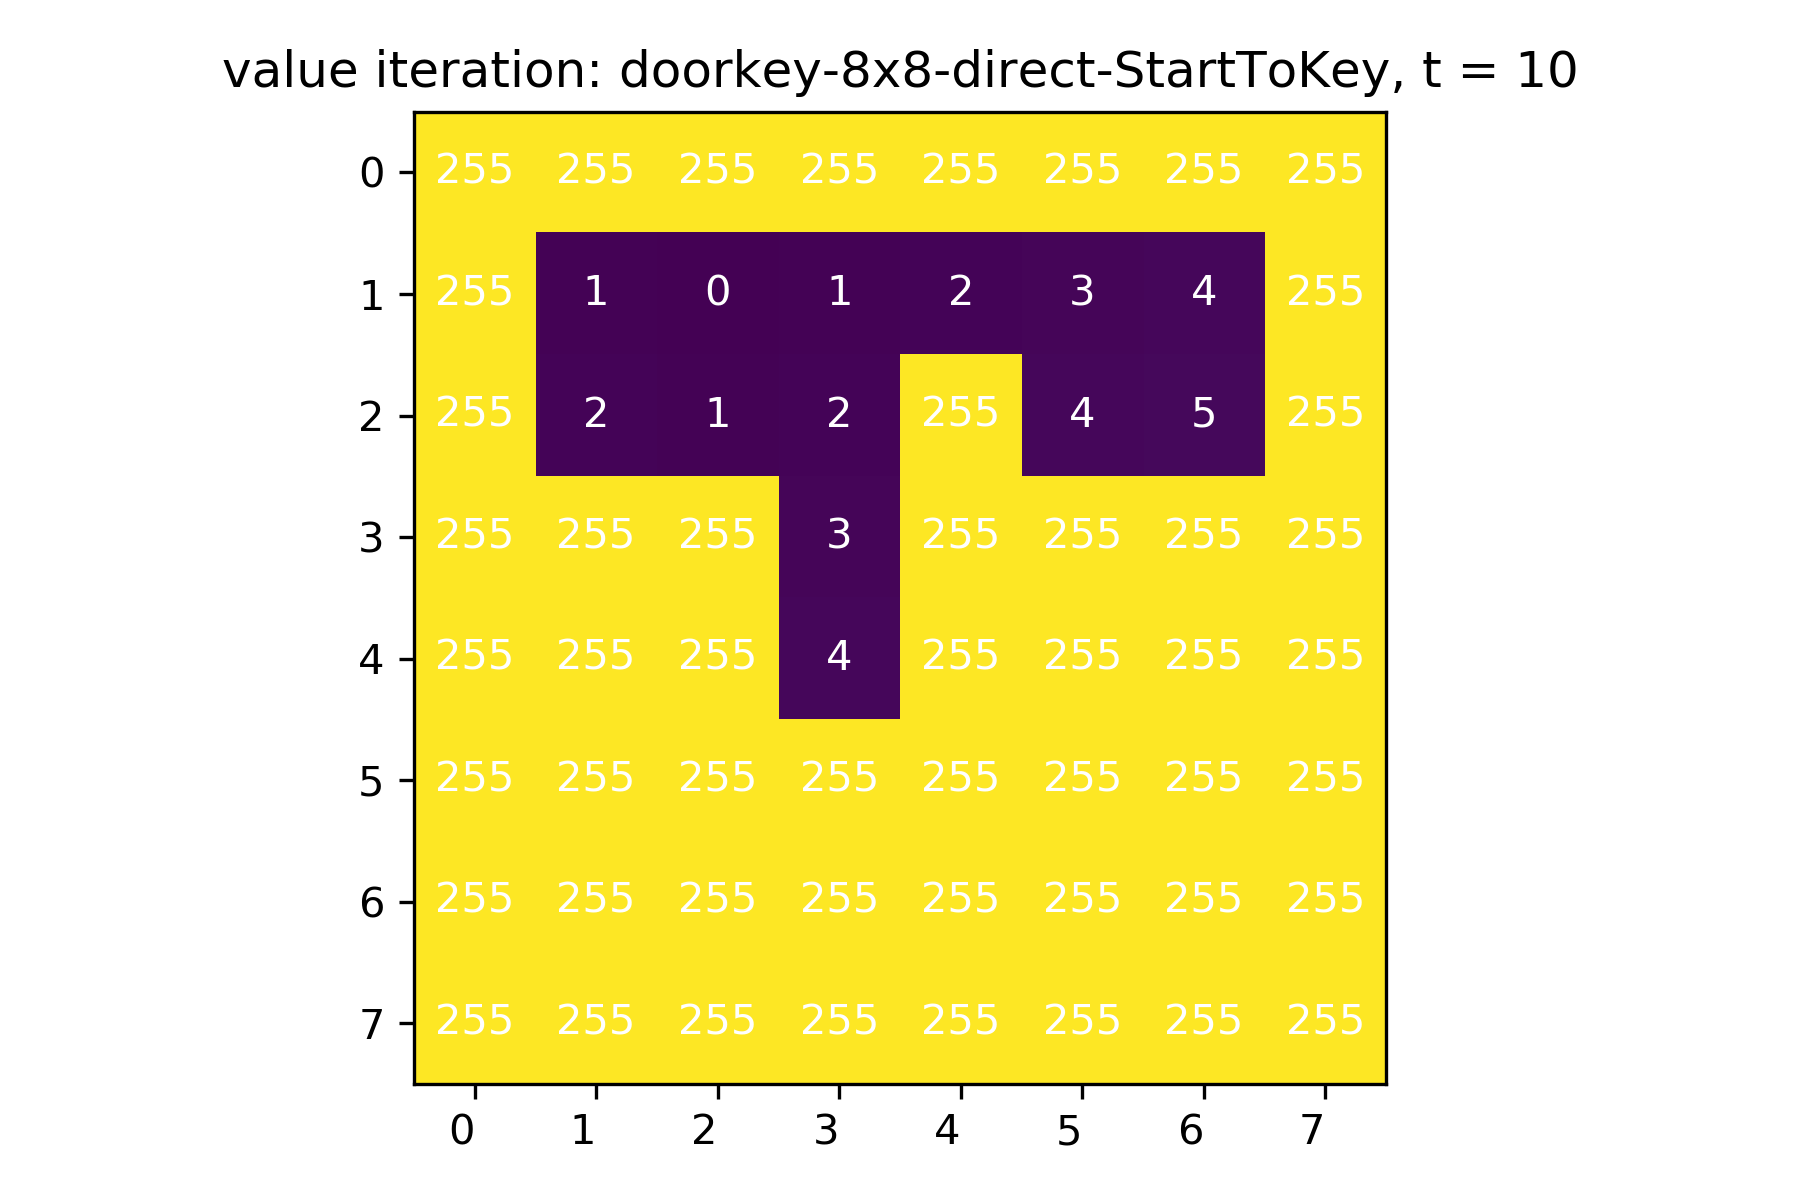 value iteration: doorkey-8x8-direct-StartToKey, t = 10
0 255 255 255 255 255 255 255 255
1 255 1 0 1 2 3 4 255
2 255 2 1 2 255 4 5 255
3 255 255 255 3 255 255 255 255
4 255 255 255 4 255 255 255 255
5 255 255 255 255 255 255 255 255
6 255 255 255 255 255 255 255 255
7 255 255 255 255 255 255 255 255
0 1 2 3 4 5 6 7